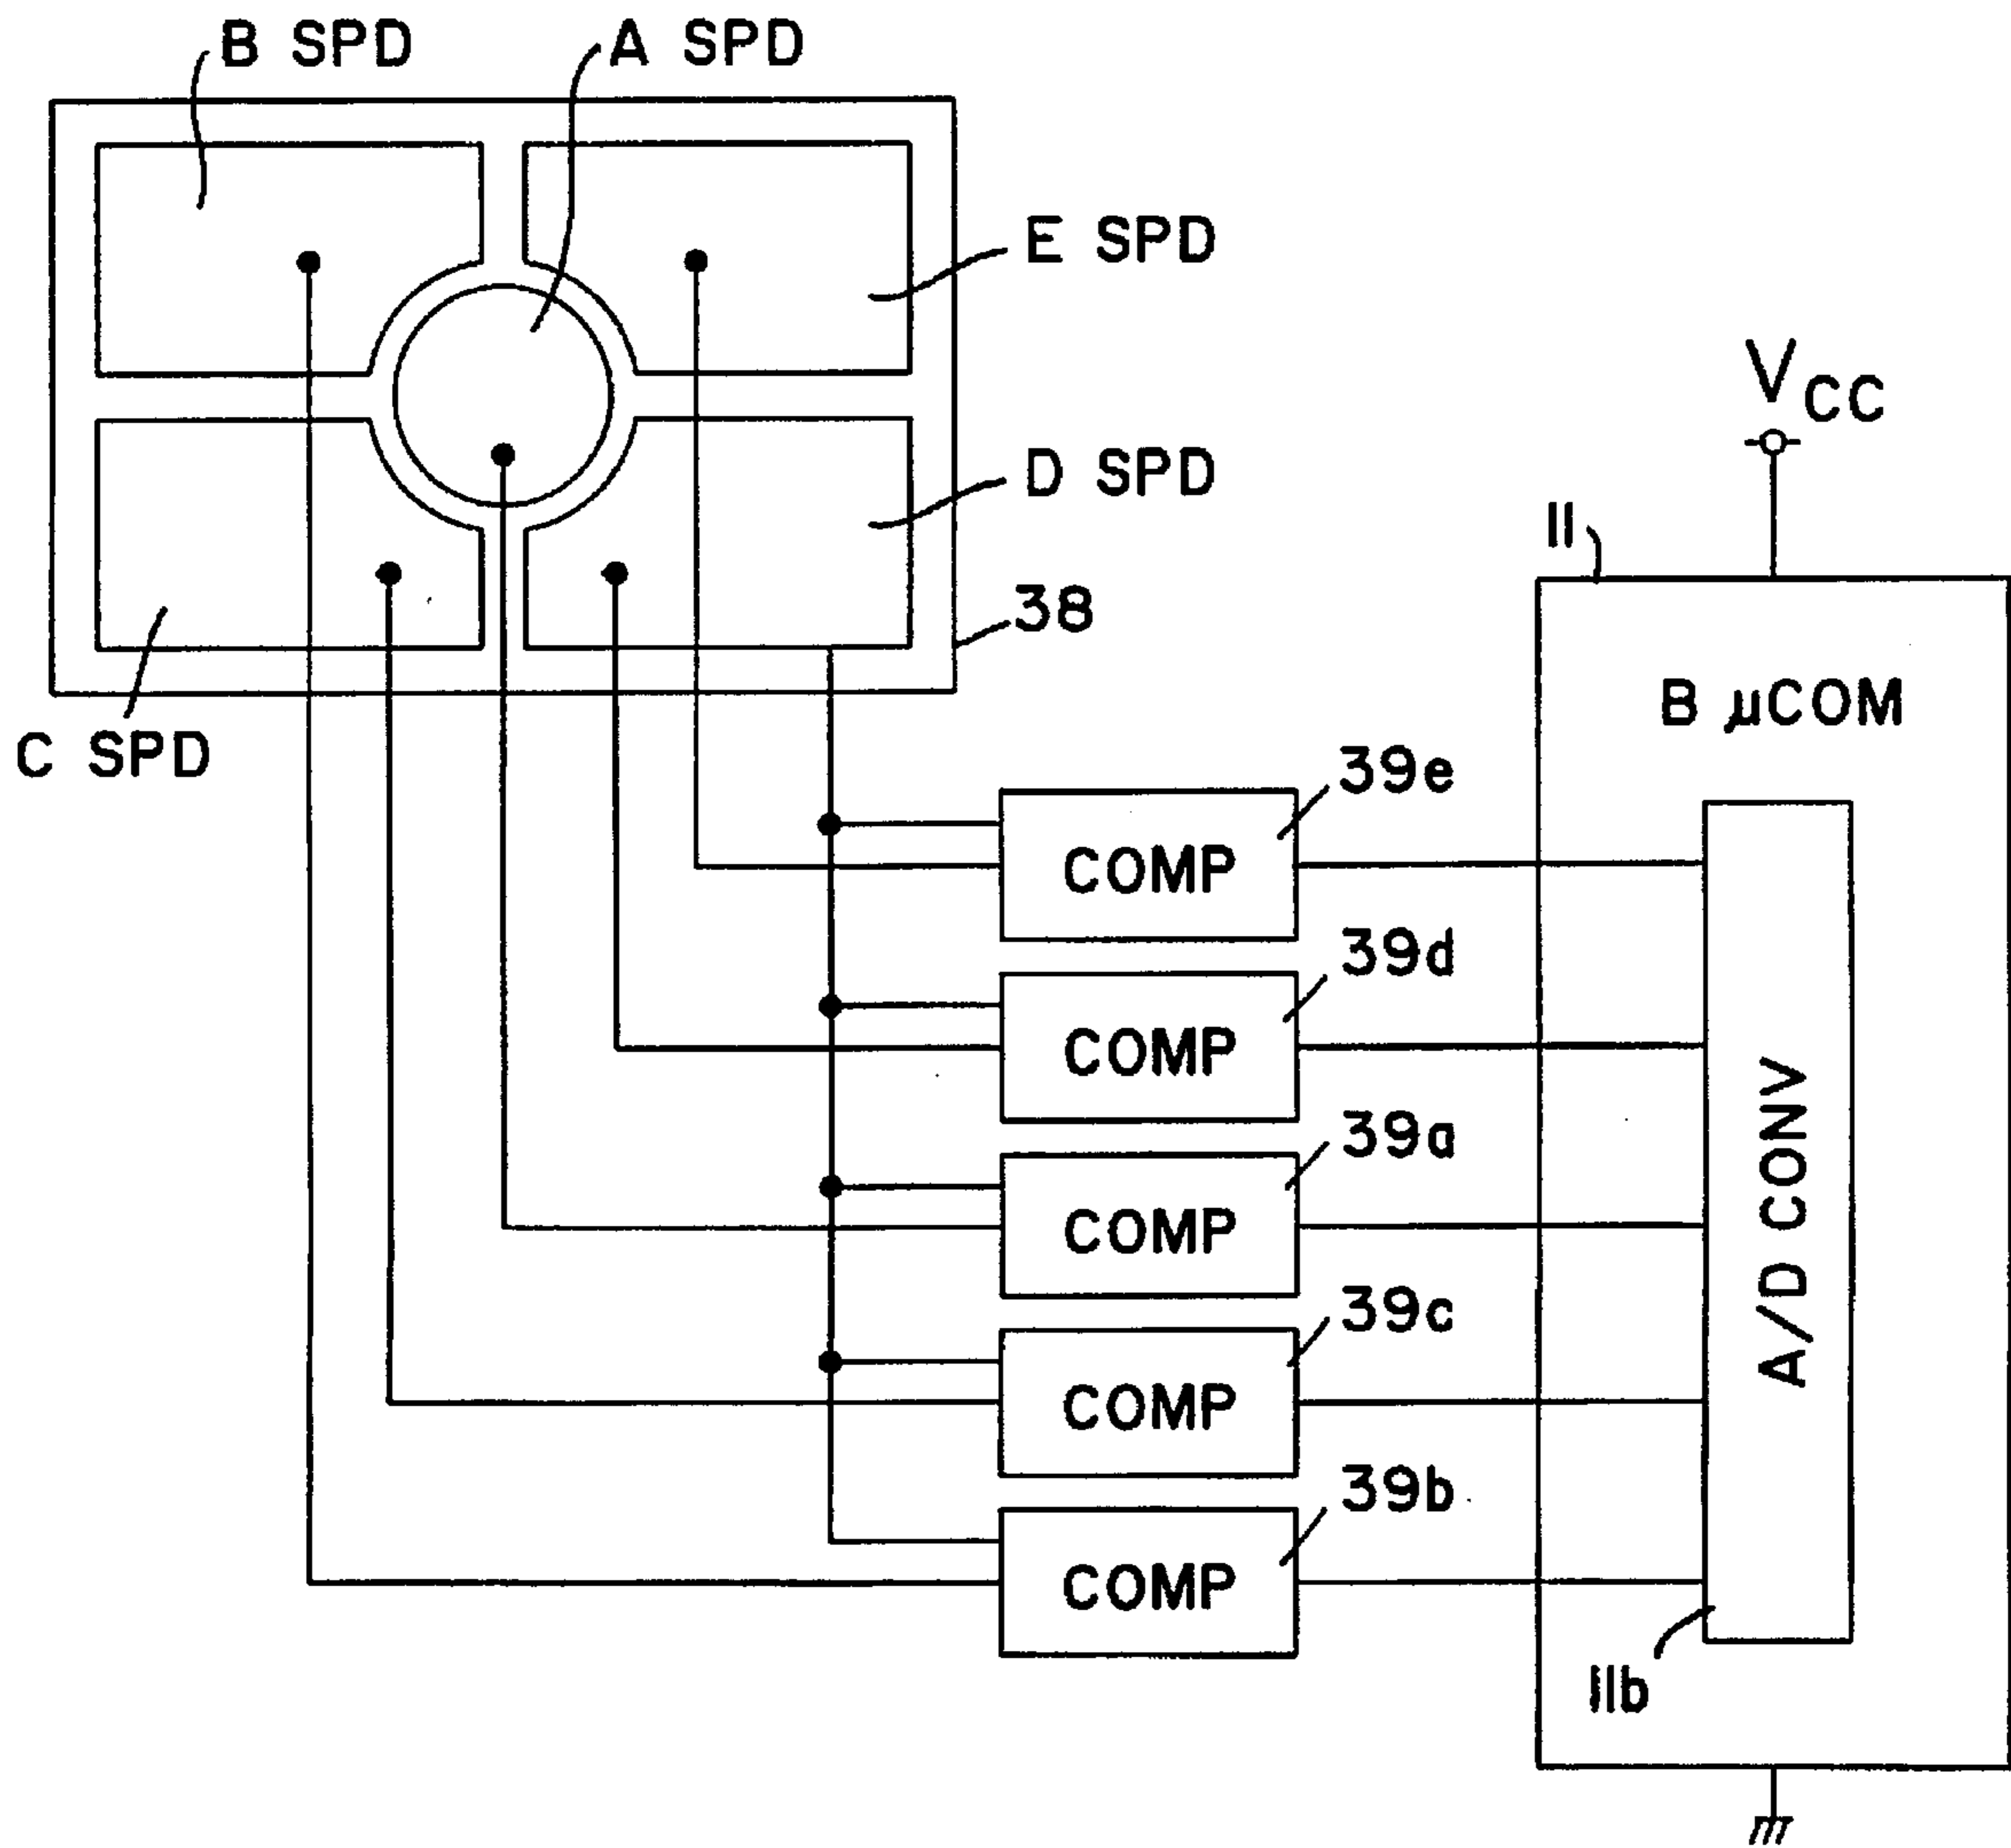 B SPD
A SPD
E SPD
D SPD
38
C SPD
VCC
11
B μCOM
39e
COMP
39d
COMP
39a
COMP
39c
COMP
39b
COMP
A/D CONV
11b